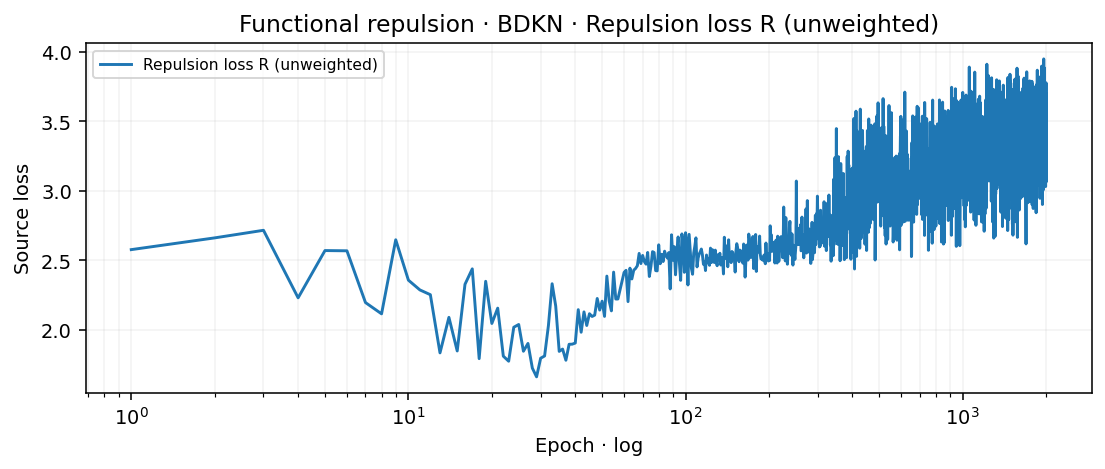 Functional repulsion · BDKN · Repulsion loss R (unweighted)
Repulsion loss R (unweighted)
Source loss
4.0
3.5
3.0
2.5
2.0
10⁰ 10¹ 10² 10³
Epoch · log